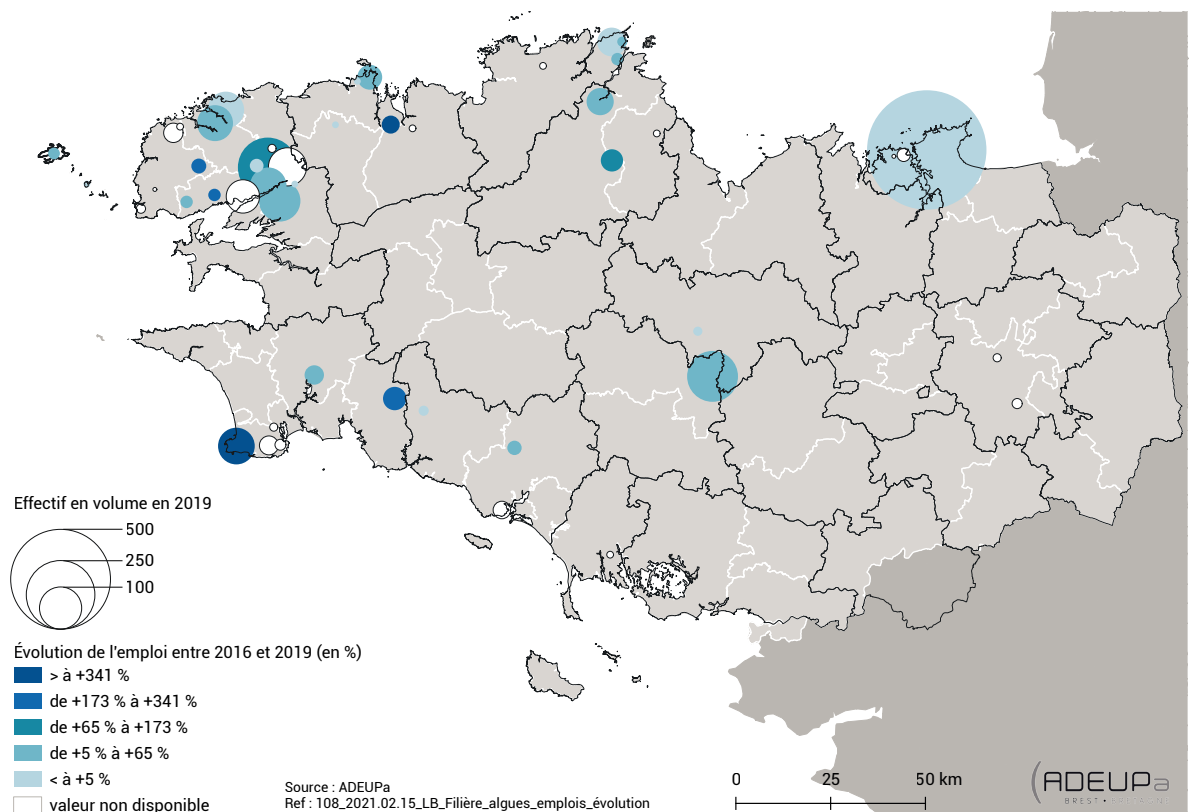 Effectif en volume en 2019
500
250
100
Évolution de l'emploi entre 2016 et 2019 (en %)
> à +341 %
de +173 % à +341 %
de +65 % à +173 %
de +5 % à +65 %
< à +5 %
valeur non disponible
Source : ADEUPa
Ref : 108_2021.02.15_LB_Filière_algues_emplois_évolution
0 25 50 km
ADEUPa
BREST • BRETAGNE